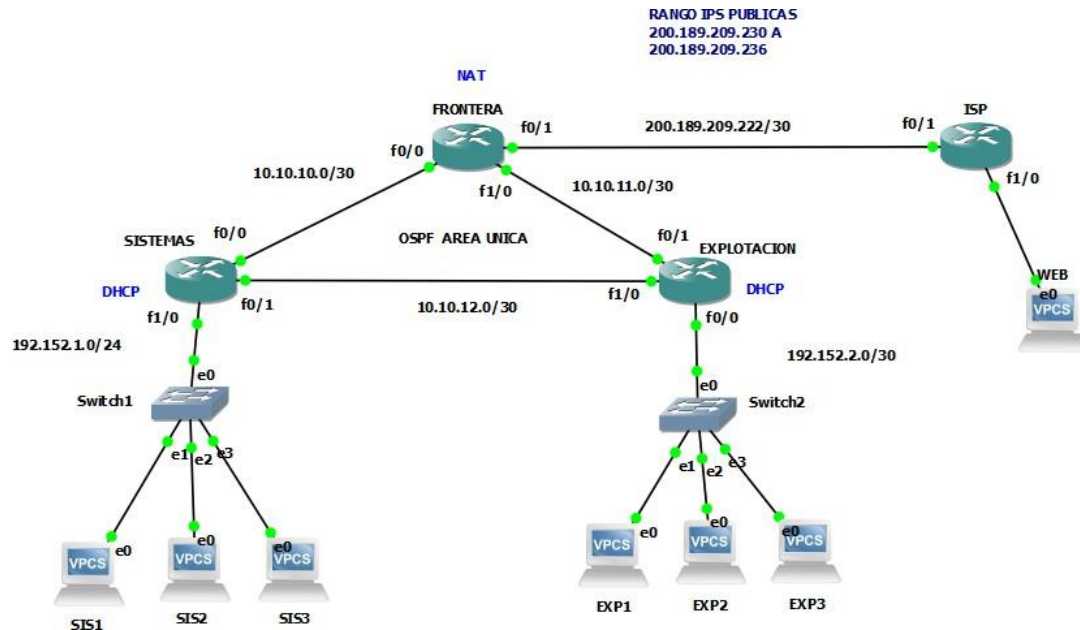 RANGO IPS PUBLICAS
200.189.209.230 A
200.189.209.236
NAT
FRONTERA
ISP
f0/1
200.189.209.222/30
f0/1
f0/0
f1/0
f1/0
10.10.10.0/30
10.10.11.0/30
f0/0
OSPF AREA UNICA
f0/1
SISTEMAS
EXPLOTACION
DHCP
f0/1
f1/0
DHCP
10.10.12.0/30
WEB
e0
VPCS
f1/0
f0/0
192.152.1.0/24
192.152.2.0/30
e0
e0
Switch1
Switch2
e1
e2
e3
e1
e2
e3
e0
e0
e0
e0
e0
e0
VPCS
VPCS
VPCS
VPCS
VPCS
VPCS
SIS1
SIS2
SIS3
EXP1
EXP2
EXP3